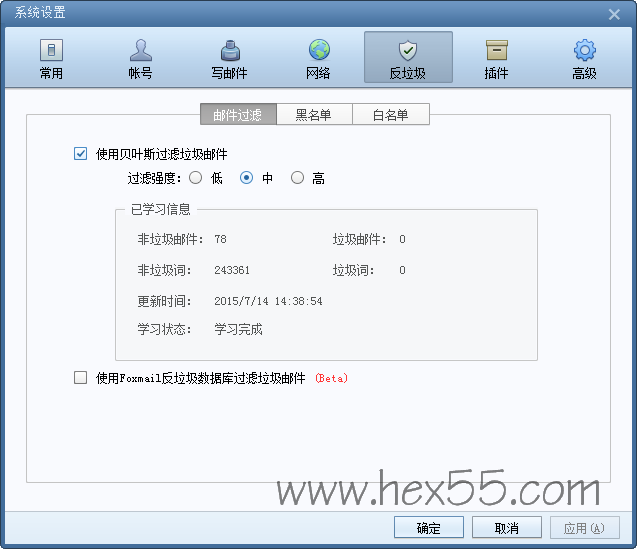 系统设置
常用 帐号 写邮件 网络 反垃圾 插件 高级
邮件过滤 黑名单 白名单
使用贝叶斯过滤垃圾邮件
过滤强度: 低 中 高
已学习信息
非垃圾邮件: 78 垃圾邮件: 0
非垃圾词: 243361 垃圾词: 0
更新时间: 2015/7/14 14:38:54
学习状态: 学习完成
使用Foxmail反垃圾数据库过滤垃圾邮件 (Beta)
www.hex55.com
确定 取消 应用(A)